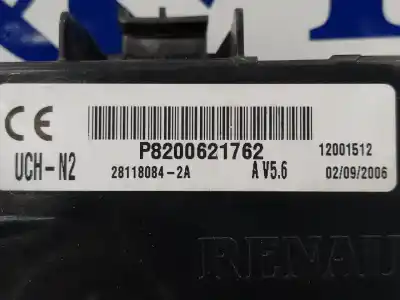 CE
P8200621762
12001512
UCH-N2
28118084-2A
A V5.6
02/09/2006
RENAU